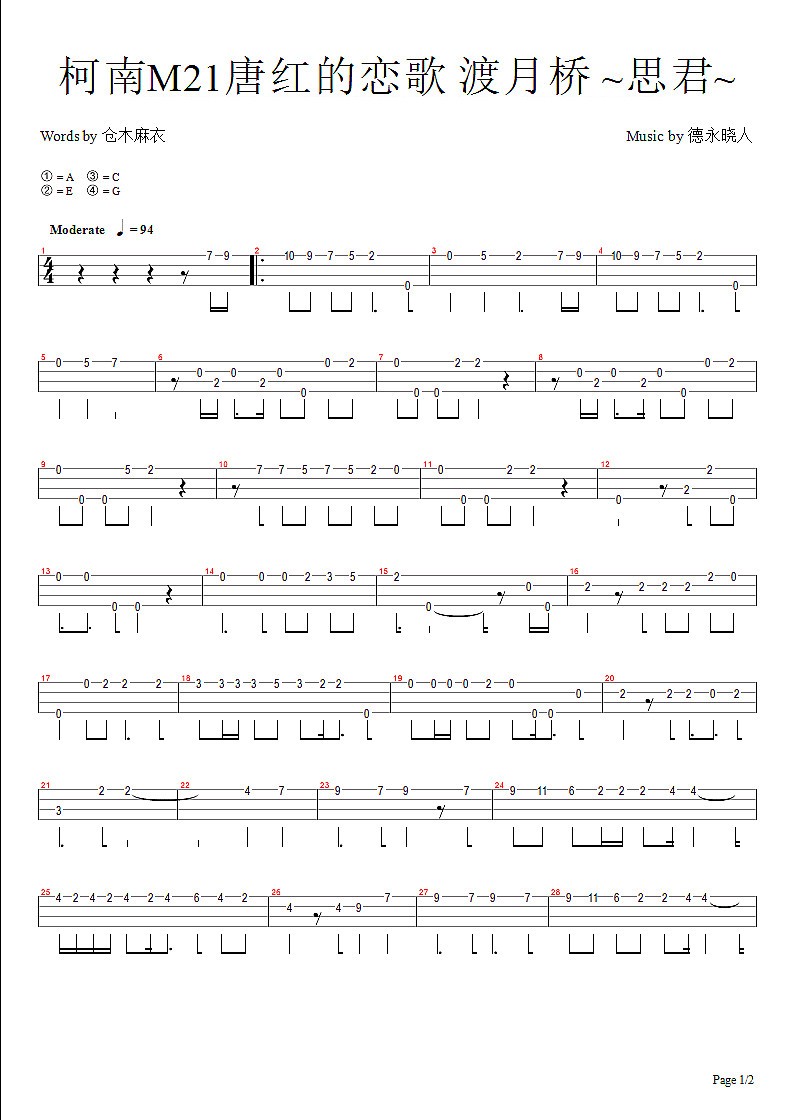 柯南M21唐红的恋歌 渡月桥 ~思君~
Words by 仓木麻衣
Music by 德永晓人
① = A ③ = C
② = E ④ = G
Moderate ♩ = 94
1 2 3 4
4/4 7 9 10 9 7 5 2 0 0 5 2 7 9 10 9 7 5 2 0
5 6 7 8
0 5 7 0 2 0 2 0 0 0 2 0 0 0 2 2 0 2 0 2 0 0 0 2
9 10 11 12
0 0 0 5 2 7 7 5 7 5 2 0 0 0 0 2 2 0 2 2 0
13 14 15 16
0 0 0 0 0 0 0 2 3 5 2 0 0 0 2 2 2 2 2 0
17 18 19 20
0 0 2 2 2 3 3 3 3 5 3 2 2 0 0 0 0 0 2 0 0 0 0 2 2 2 0 2
21 22 23 24
3 2 2 4 7 9 7 9 7 9 11 6 2 2 2 4 4
25 26 27 28
4 2 4 2 4 2 4 6 4 2 4 4 9 7 9 7 9 7 9 11 6 2 2 4 4
Page 1/2